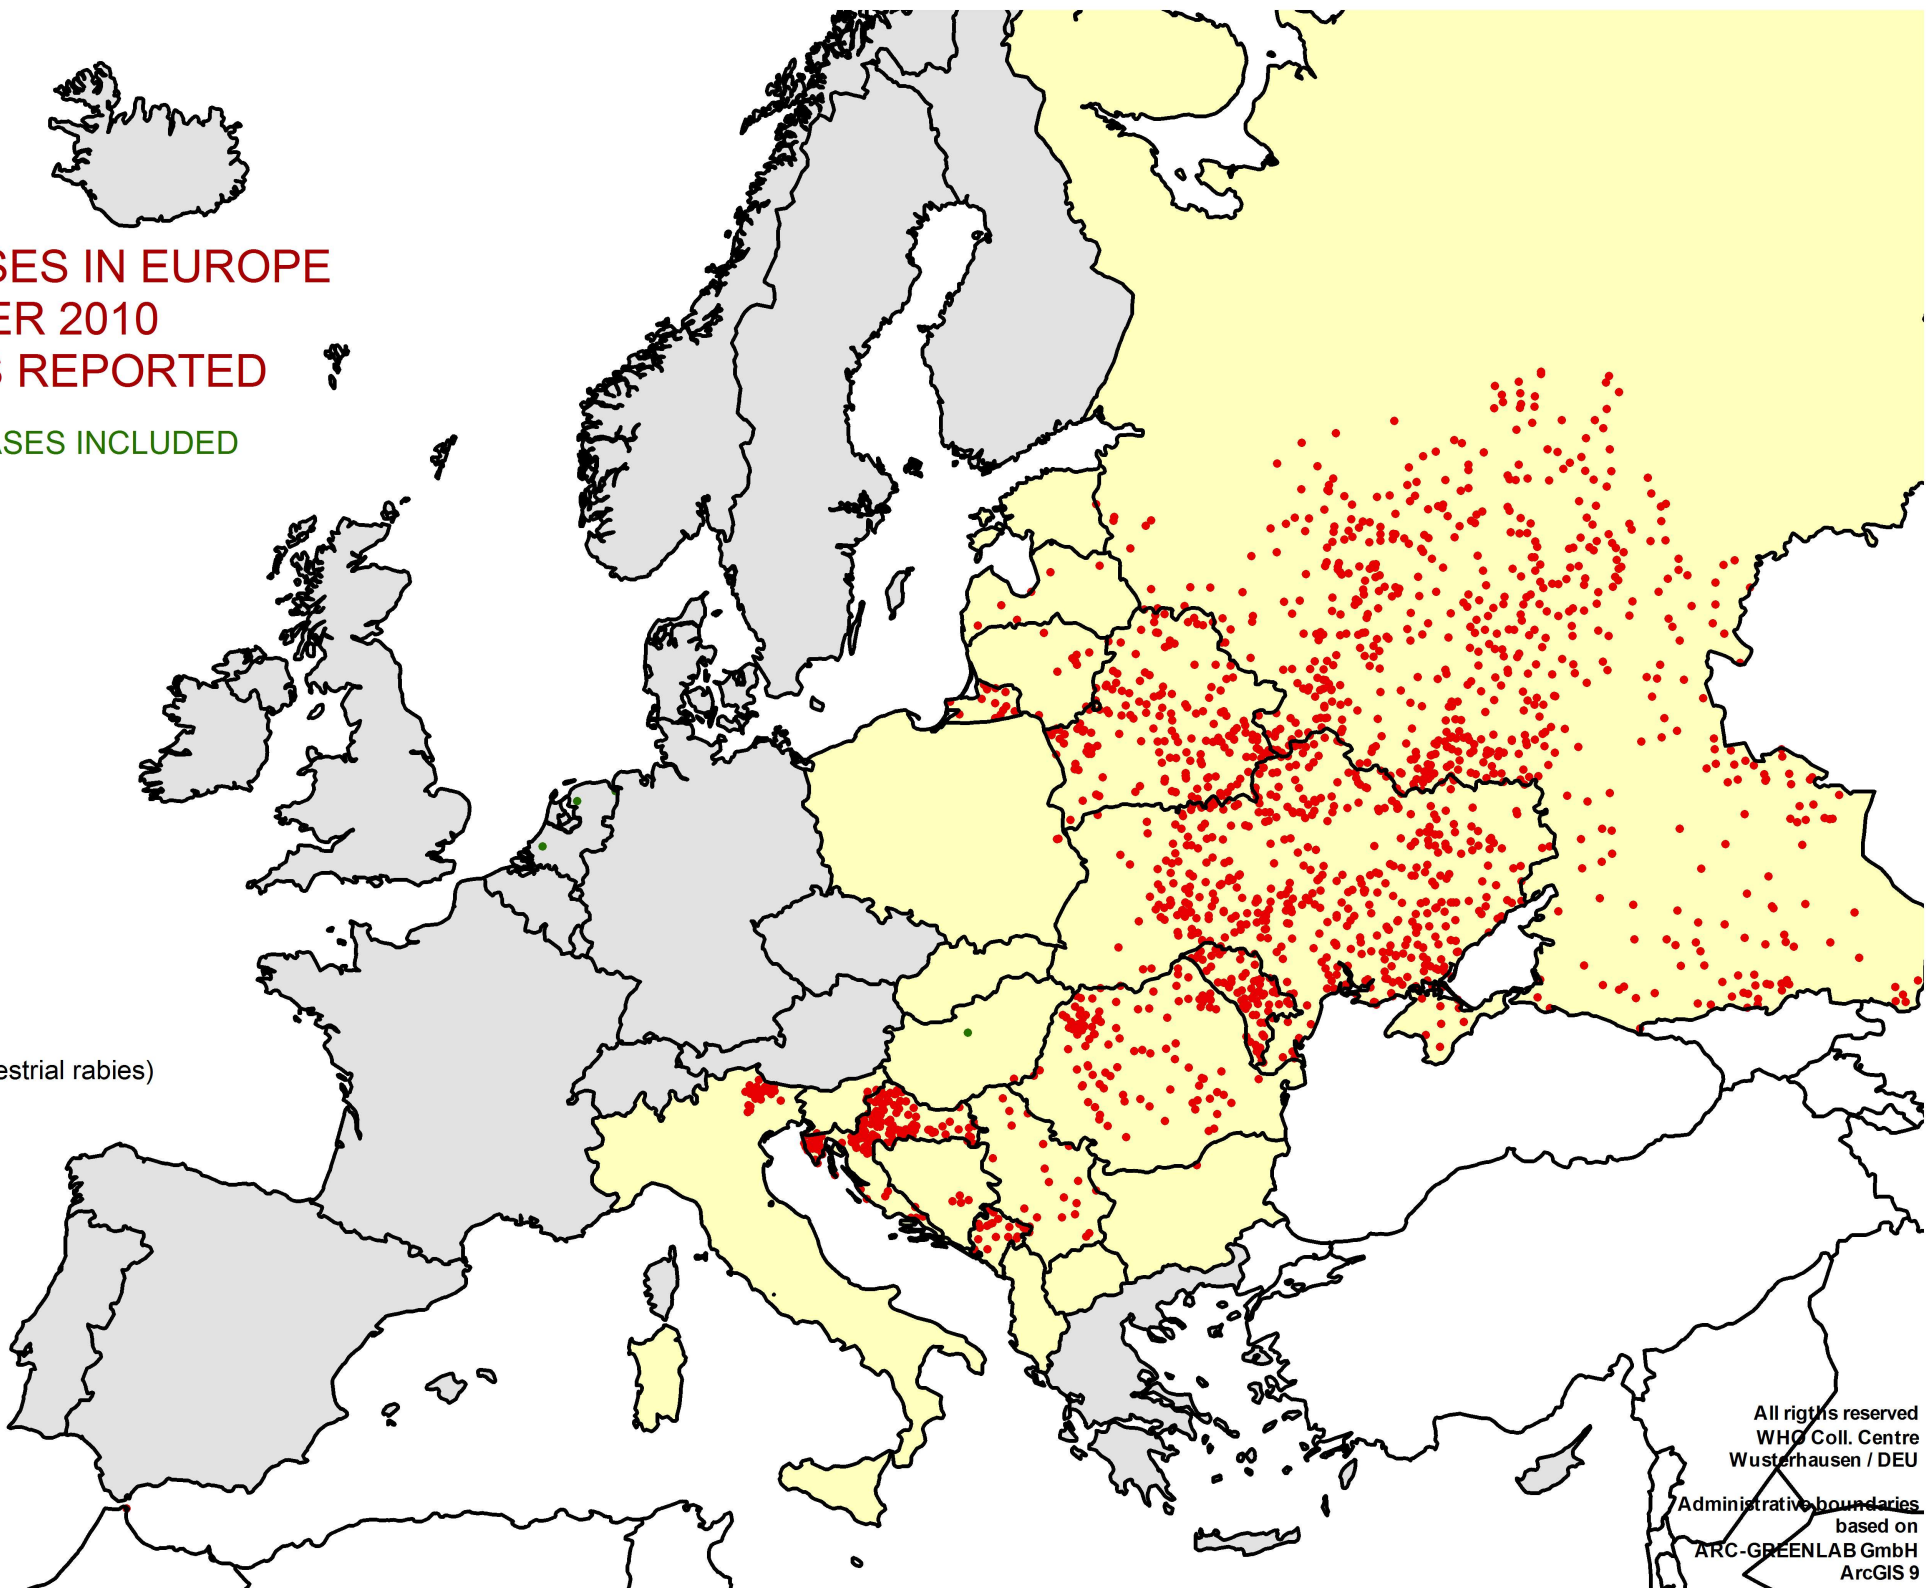 SES IN EUROPE
ER 2010
S REPORTED
ASES INCLUDED
estrial rabies)
All rigths reserved
WHO Coll. Centre
Wusterhausen / DEU
Administrative boundaries
based on
ARC-GREENLAB GmbH
ArcGIS 9